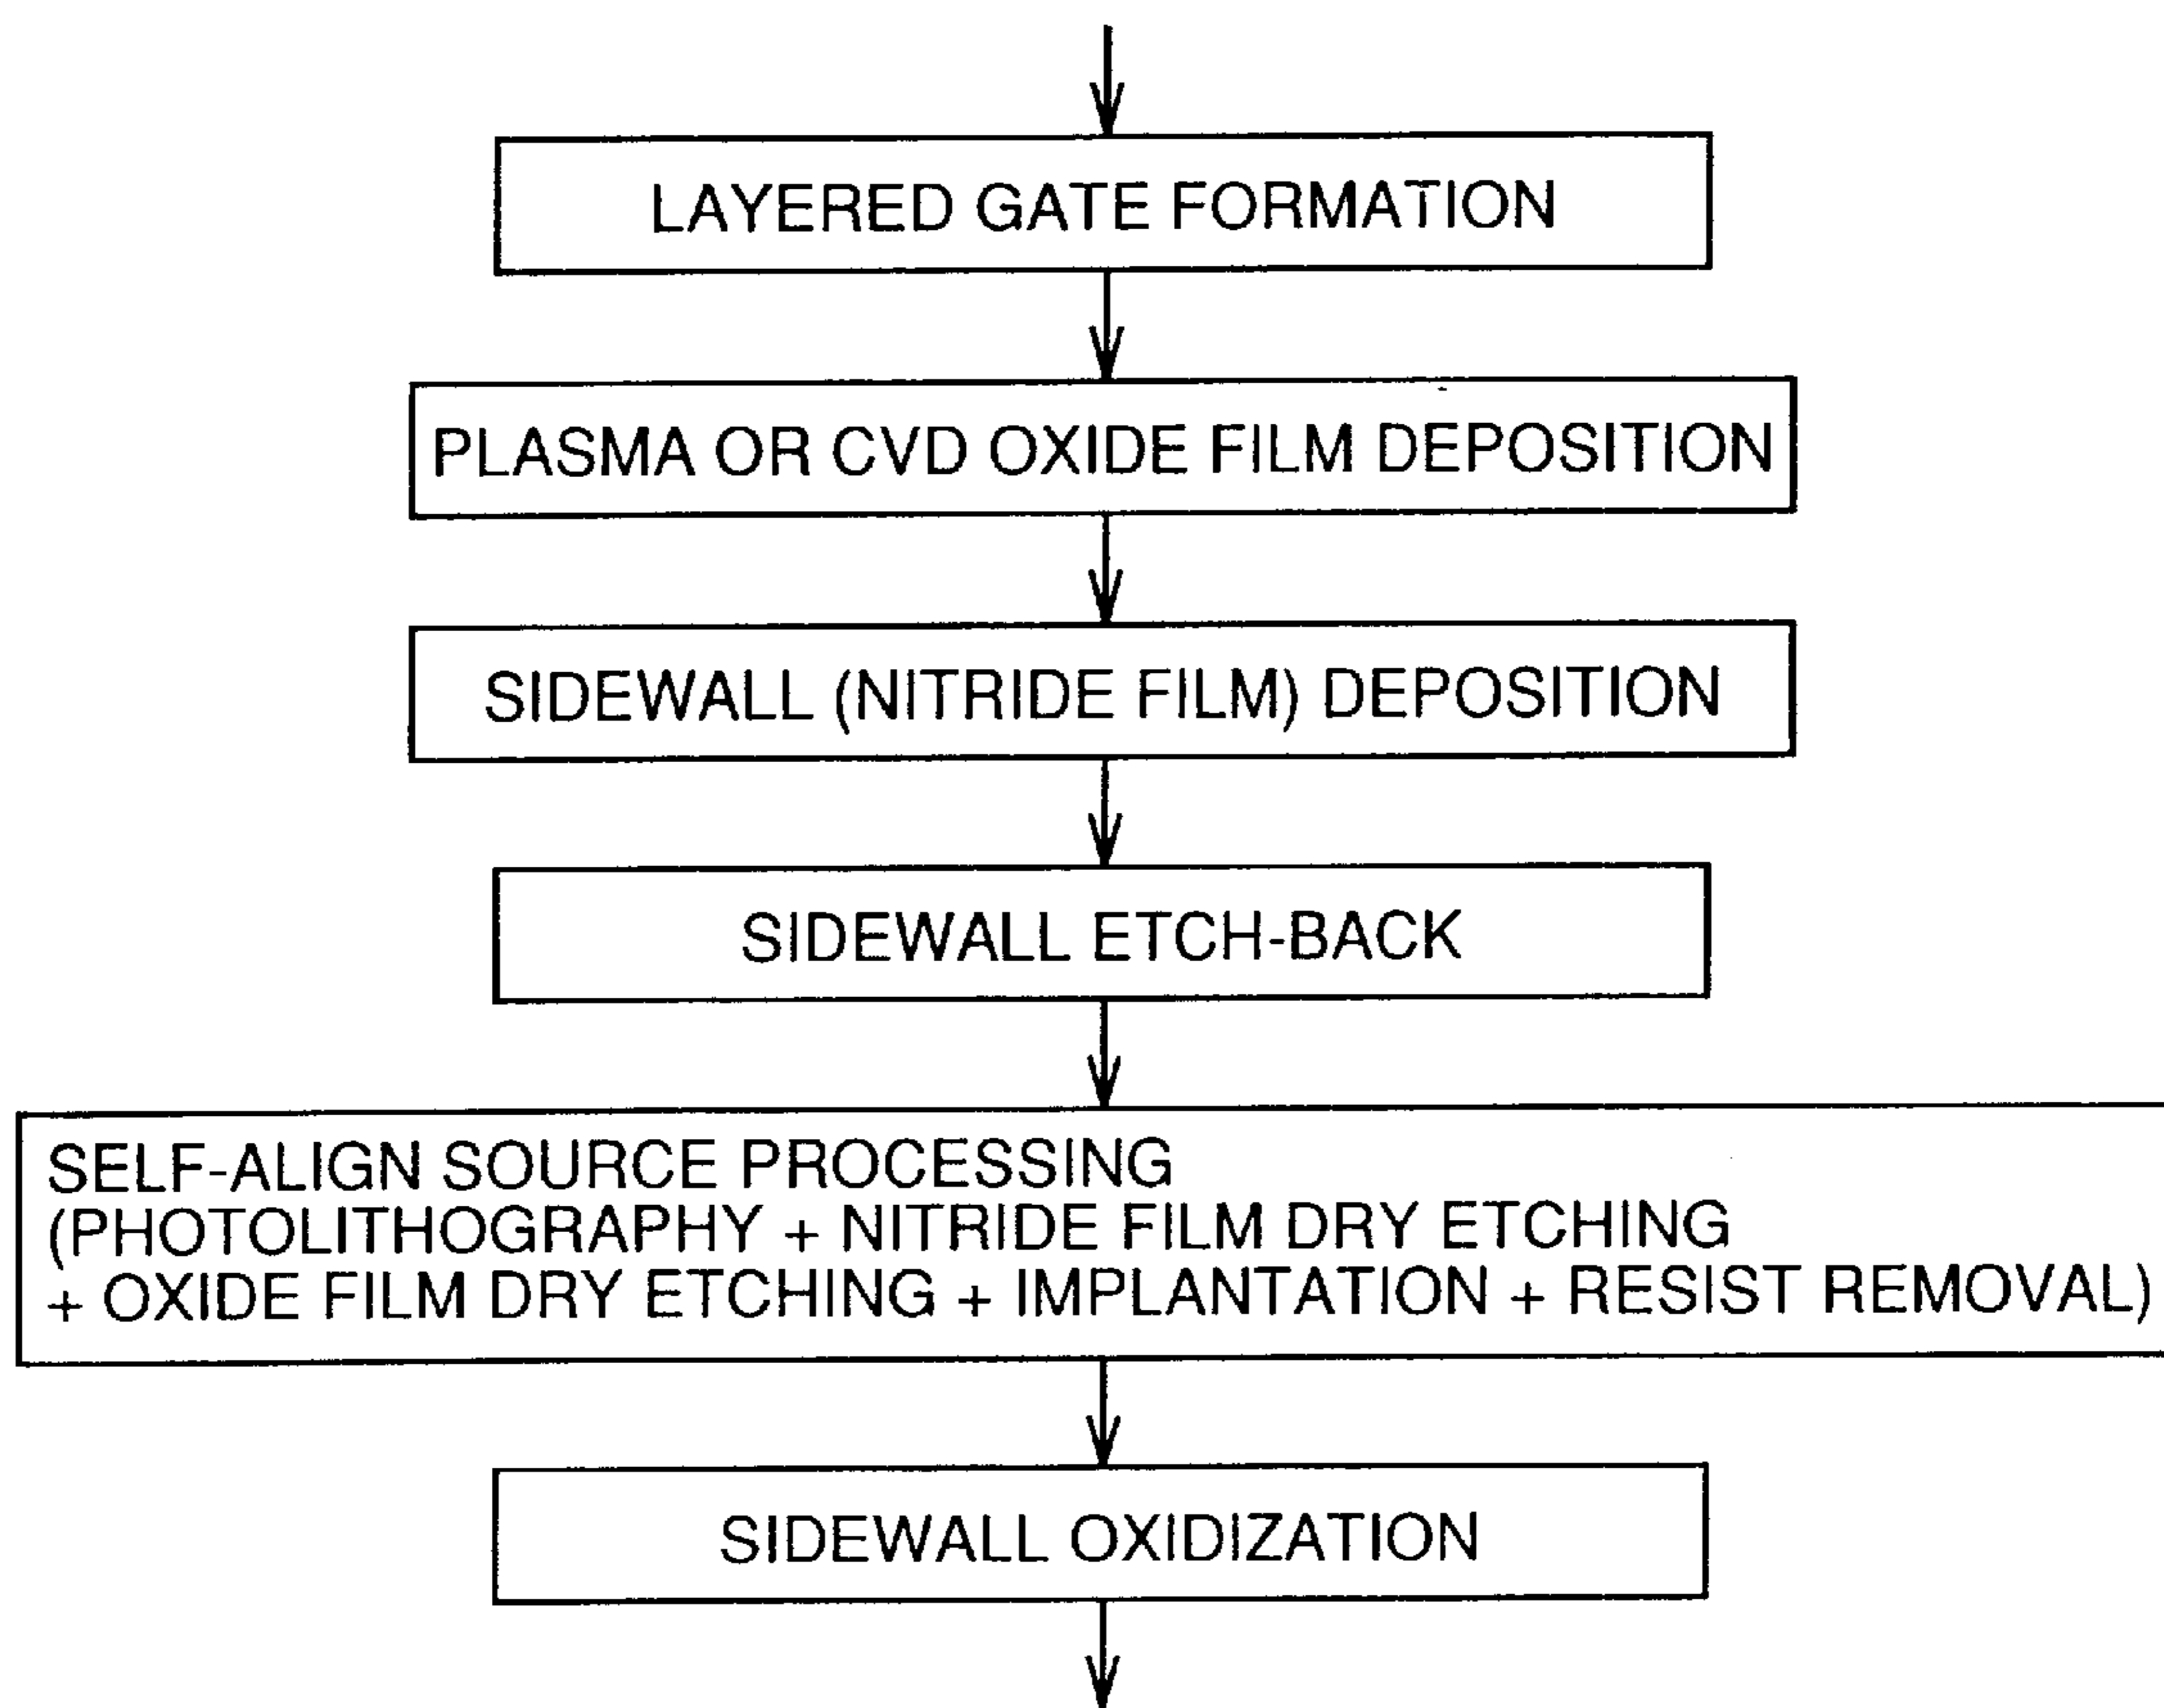 LAYERED GATE FORMATION
PLASMA OR CVD OXIDE FILM DEPOSITION
SIDEWALL (NITRIDE FILM) DEPOSITION
SIDEWALL ETCH-BACK
SELF-ALIGN SOURCE PROCESSING
(PHOTOLITHOGRAPHY + NITRIDE FILM DRY ETCHING
+ OXIDE FILM DRY ETCHING + IMPLANTATION + RESIST REMOVAL)
SIDEWALL OXIDIZATION